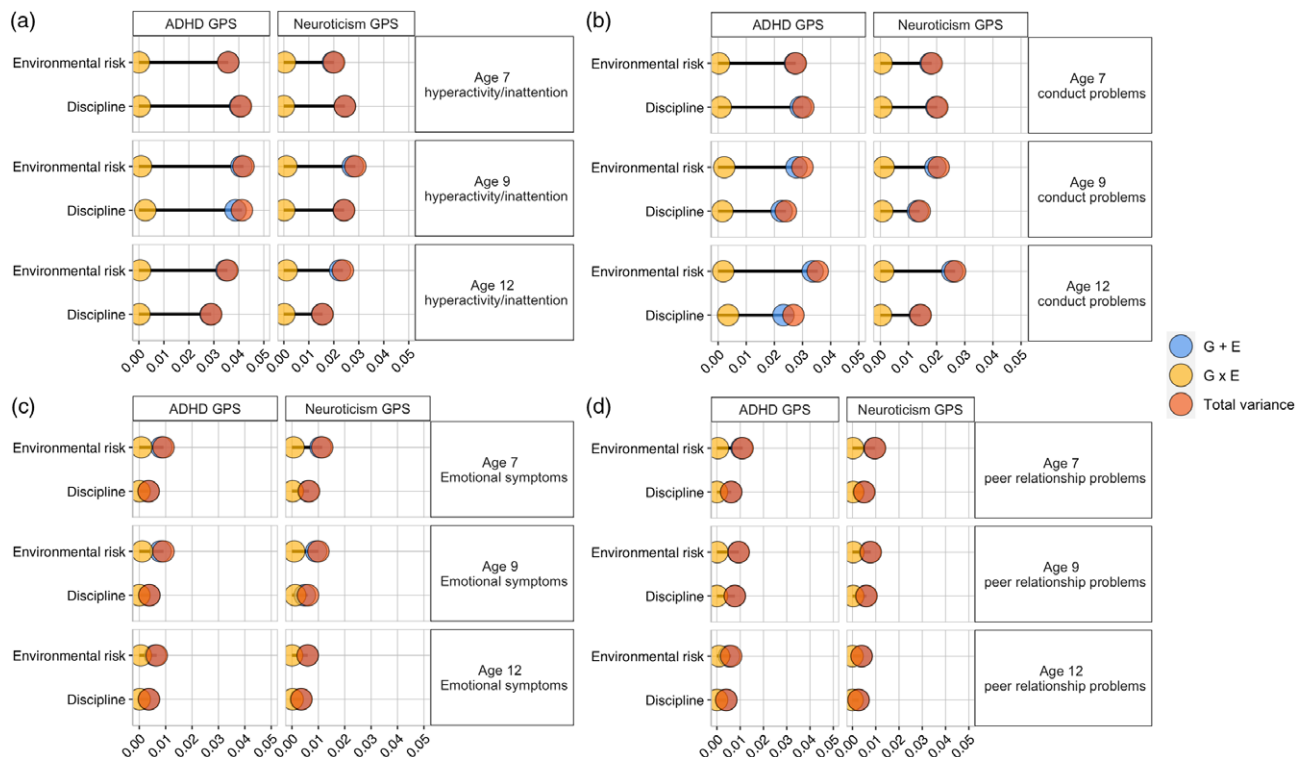 (a)
ADHD GPS Neuroticism GPS
Environmental risk
Discipline
Age 7
hyperactivity/inattention
Environmental risk
Discipline
Age 9
hyperactivity/inattention
Environmental risk
Discipline
Age 12
hyperactivity/inattention
0.00 0.01 0.02 0.03 0.04 0.05 0.00 0.01 0.02 0.03 0.04 0.05
(b)
ADHD GPS Neuroticism GPS
Environmental risk
Discipline
Age 7
conduct problems
Environmental risk
Discipline
Age 9
conduct problems
Environmental risk
Discipline
Age 12
conduct problems
0.00 0.01 0.02 0.03 0.04 0.05 0.00 0.01 0.02 0.03 0.04 0.05
G + E
G x E
Total variance
(c)
ADHD GPS Neuroticism GPS
Environmental risk
Discipline
Age 7
Emotional symptoms
Environmental risk
Discipline
Age 9
Emotional symptoms
Environmental risk
Discipline
Age 12
Emotional symptoms
0.00 0.01 0.02 0.03 0.04 0.05 0.00 0.01 0.02 0.03 0.04 0.05
(d)
ADHD GPS Neuroticism GPS
Environmental risk
Discipline
Age 7
peer relationship problems
Environmental risk
Discipline
Age 9
peer relationship problems
Environmental risk
Discipline
Age 12
peer relationship problems
0.00 0.01 0.02 0.03 0.04 0.05 0.00 0.01 0.02 0.03 0.04 0.05